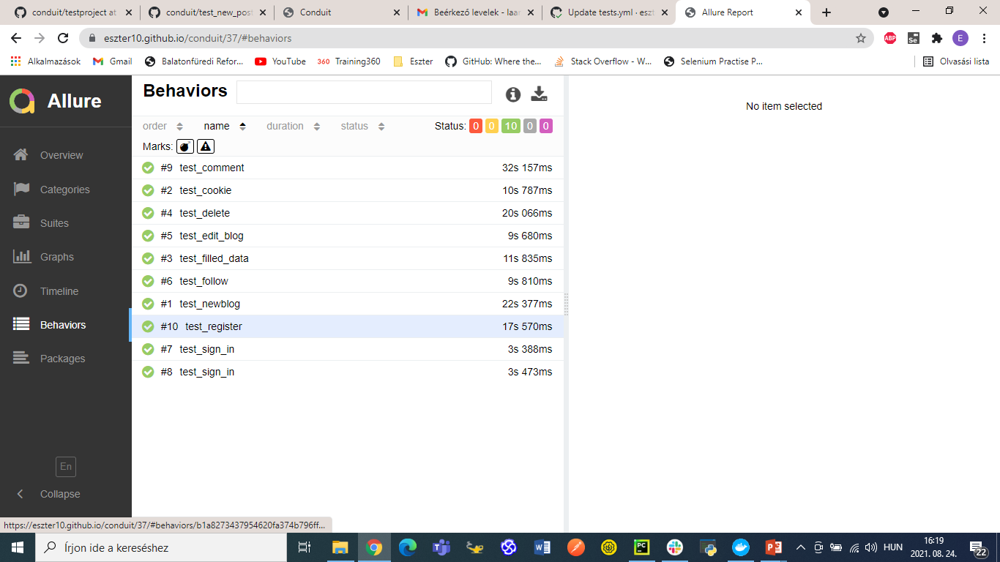 conduit/testproject at
conduit/test_new_post
Conduit
Beérkező levelek - laar
Update tests.yml · eszt
Allure Report
eszter10.github.io/conduit/37/#behaviors
ABP
Se
E
Alkalmazások
Gmail
Balatonfüredi Refor...
YouTube
360 Training360
Eszter
GitHub: Where the...
Stack Overflow - W...
Selenium Practise P...
Olvasási lista
Allure
Overview
Categories
Suites
Graphs
Timeline
Behaviors
Packages
En
Collapse
Behaviors
order name duration status Status: 0 0 10 0 0
Marks:
#9 test_comment 32s 157ms
#2 test_cookie 10s 787ms
#4 test_delete 20s 066ms
#5 test_edit_blog 9s 680ms
#3 test_filled_data 11s 835ms
#6 test_follow 9s 810ms
#1 test_newblog 22s 377ms
#10 test_register 17s 570ms
#7 test_sign_in 3s 388ms
#8 test_sign_in 3s 473ms
No item selected
https://eszter10.github.io/conduit/37/#behaviors/b1a8273437954620fa374b796ff...
Írjon ide a kereséshez
HUN
16:19
2021. 08. 24.
22